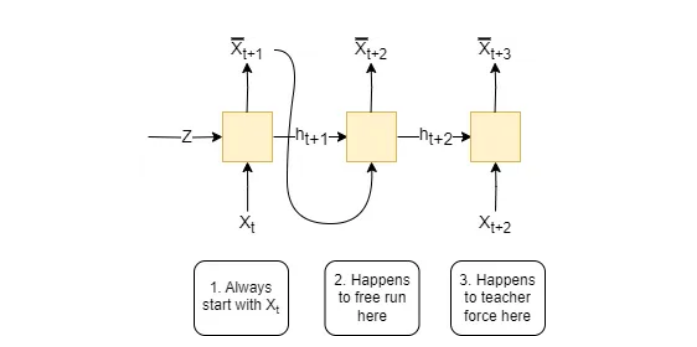 X̅ₜ₊₁ X̅ₜ₊₂ X̅ₜ₊₃
Z hₜ₊₁ hₜ₊₂
Xₜ Xₜ₊₂
1. Always
start with Xₜ
2. Happens
to free run
here
3. Happens
to teacher
force here